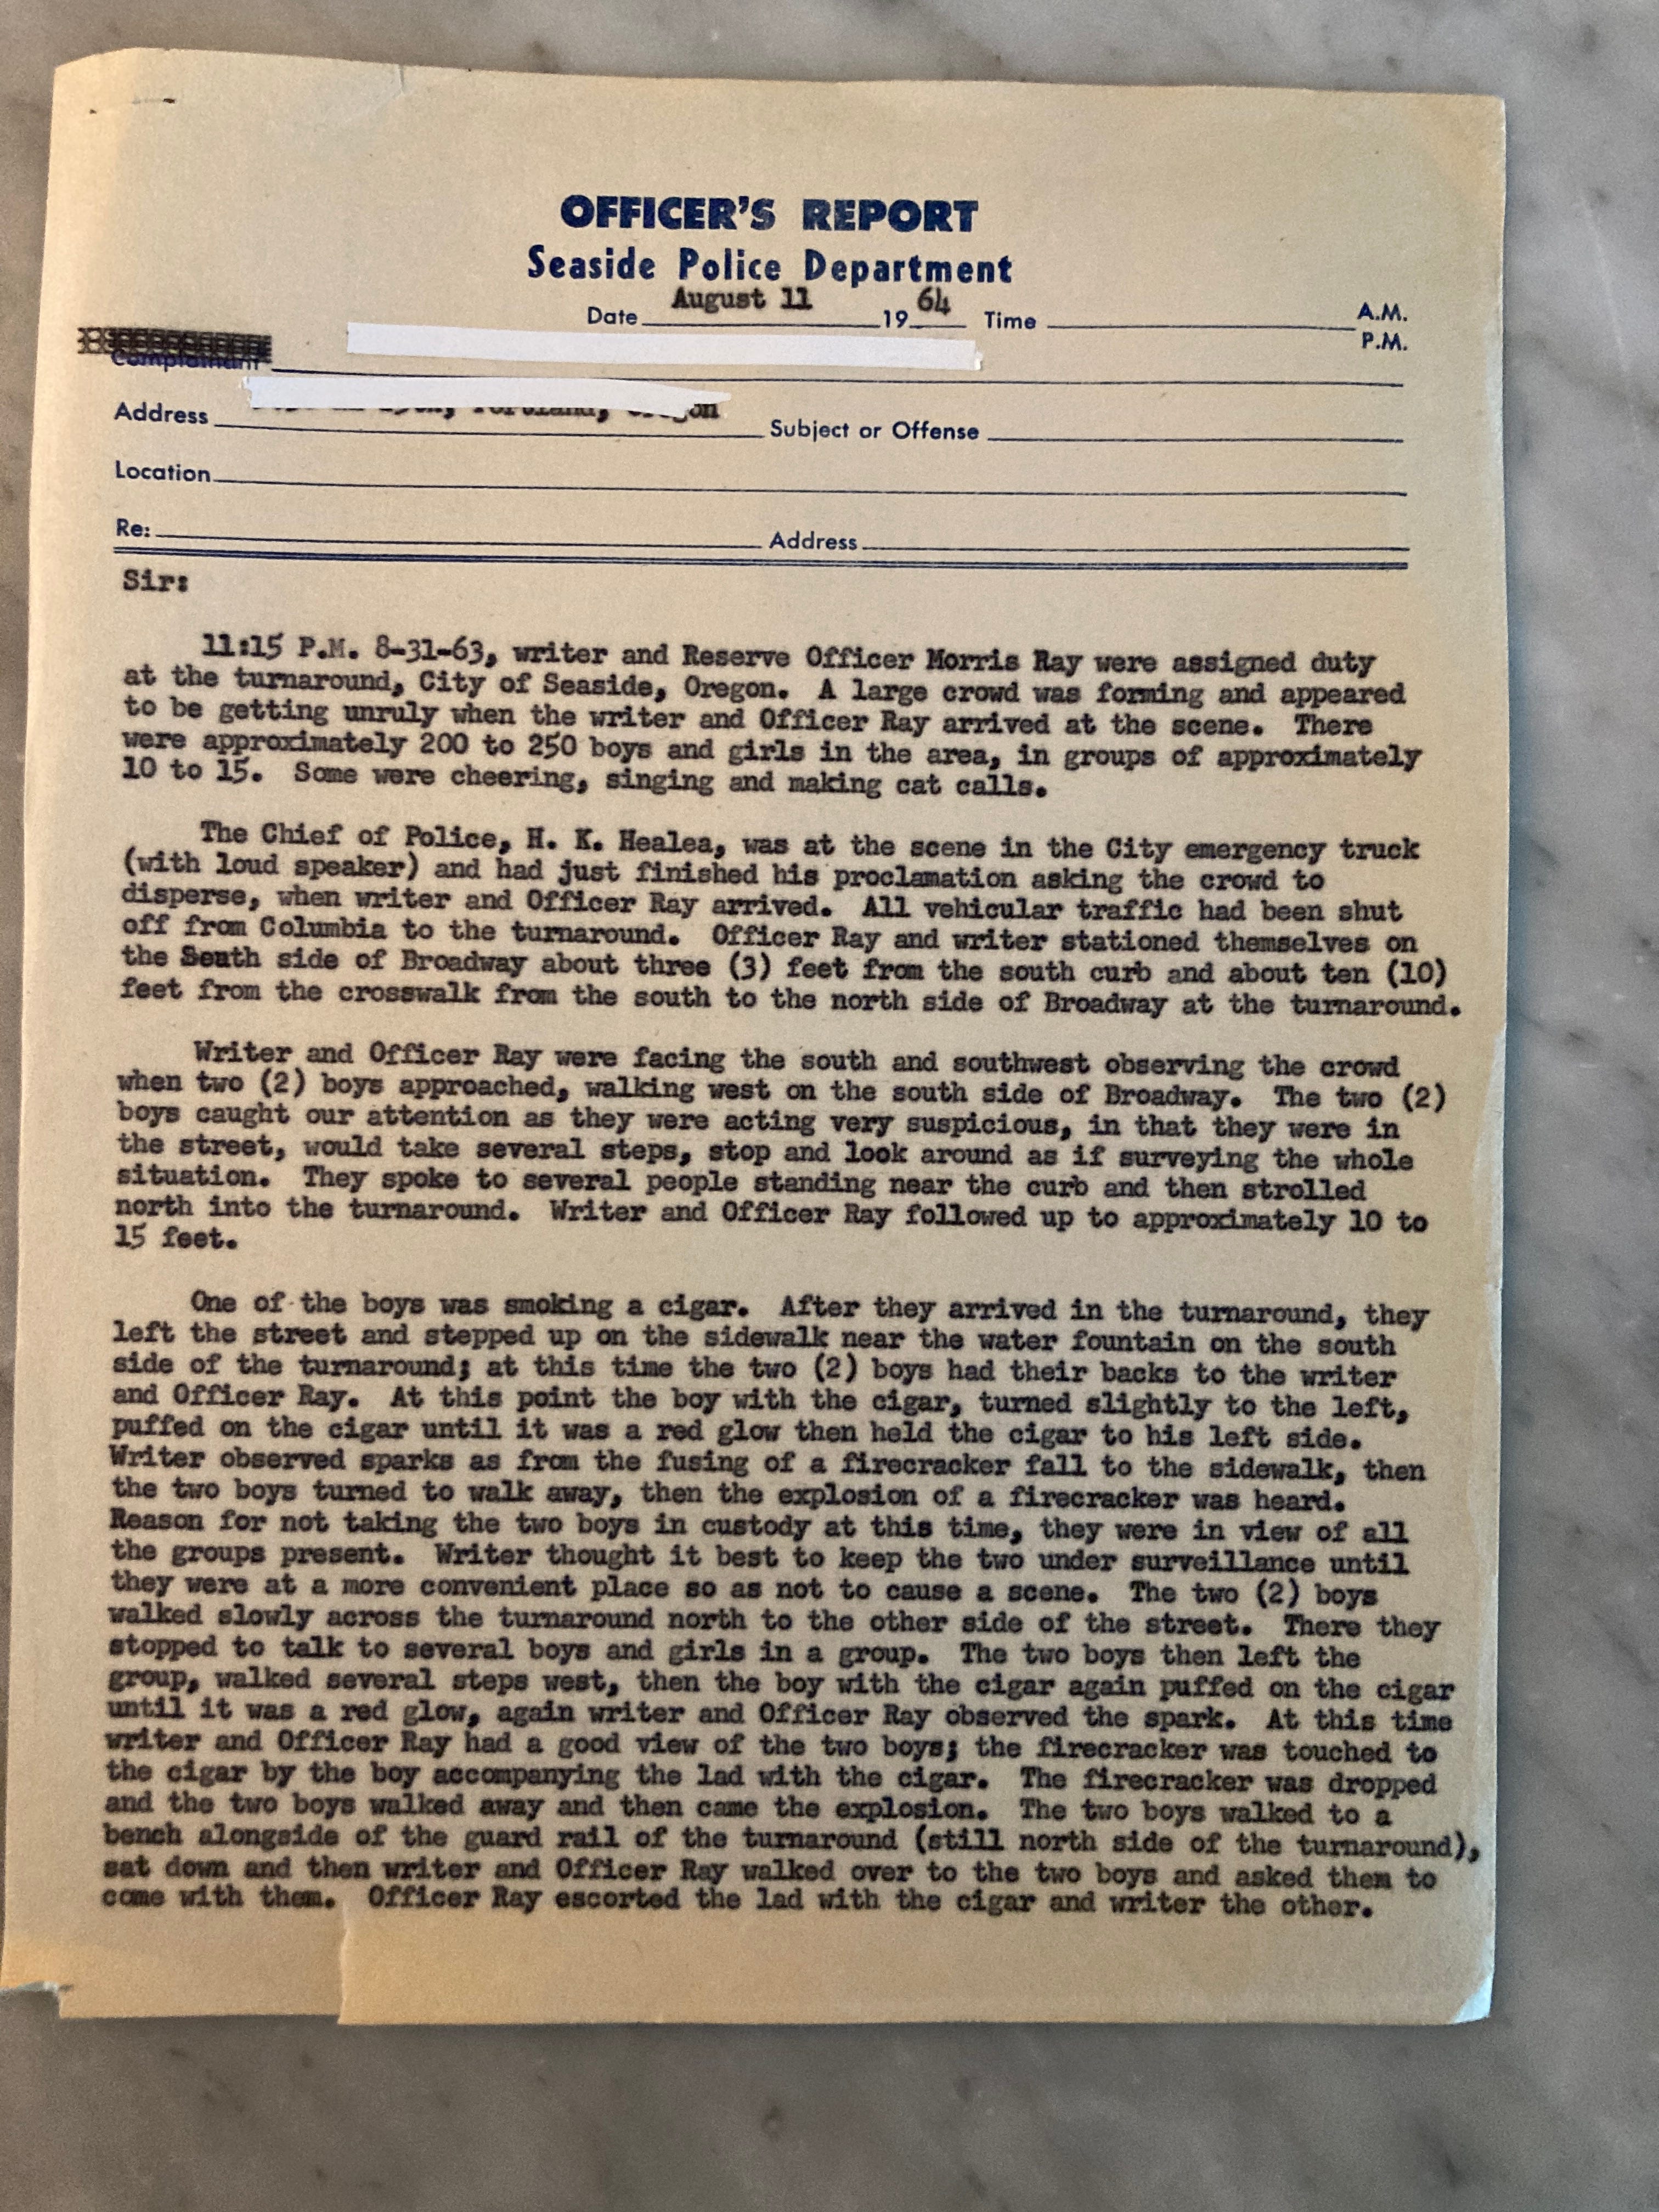 OFFICER'S REPORT
Seaside Police Department
Date August 11 1964 Time A.M.
P.M.
Complainant
Address Portland, Oregon Subject or Offense
Location
Re: Address
Sir:
11:15 P.M. 8-31-63, writer and Reserve Officer Morris Ray were assigned duty
at the turnaround, City of Seaside, Oregon. A large crowd was forming and appeared
to be getting unruly when the writer and Officer Ray arrived at the scene. There
were approximately 200 to 250 boys and girls in the area, in groups of approximately
10 to 15. Some were cheering, singing and making cat calls.
The Chief of Police, H. K. Healea, was at the scene in the City emergency truck
(with loud speaker) and had just finished his proclamation asking the crowd to
disperse, when writer and Officer Ray arrived. All vehicular traffic had been shut
off from Columbia to the turnaround. Officer Ray and writer stationed themselves on
the South side of Broadway about three (3) feet from the south curb and about ten (10)
feet from the crosswalk from the south to the north side of Broadway at the turnaround.
Writer and Officer Ray were facing the south and southwest observing the crowd
when two (2) boys approached, walking west on the south side of Broadway. The two (2)
boys caught our attention as they were acting very suspicious, in that they were in
the street, would take several steps, stop and look around as if surveying the whole
situation. They spoke to several people standing near the curb and then strolled
north into the turnaround. Writer and Officer Ray followed up to approximately 10 to
15 feet.
One of the boys was smoking a cigar. After they arrived in the turnaround, they
left the street and stepped up on the sidewalk near the water fountain on the south
side of the turnaround; at this time the two (2) boys had their backs to the writer
and Officer Ray. At this point the boy with the cigar, turned slightly to the left,
puffed on the cigar until it was a red glow then held the cigar to his left side.
Writer observed sparks as from the fusing of a firecracker fall to the sidewalk, then
the two boys turned to walk away, then the explosion of a firecracker was heard.
Reason for not taking the two boys in custody at this time, they were in view of all
the groups present. Writer thought it best to keep the two under surveillance until
they were at a more convenient place so as not to cause a scene. The two (2) boys
walked slowly across the turnaround north to the other side of the street. There they
stopped to talk to several boys and girls in a group. The two boys then left the
group, walked several steps west, then the boy with the cigar again puffed on the cigar
until it was a red glow, again writer and Officer Ray observed the spark. At this time
writer and Officer Ray had a good view of the two boys; the firecracker was touched to
the cigar by the boy accompanying the lad with the cigar. The firecracker was dropped
and the two boys walked away and then came the explosion. The two boys walked to a
bench alongside of the guard rail of the turnaround (still north side of the turnaround),
sat down and then writer and Officer Ray walked over to the two boys and asked them to
come with them. Officer Ray escorted the lad with the cigar and writer the other.